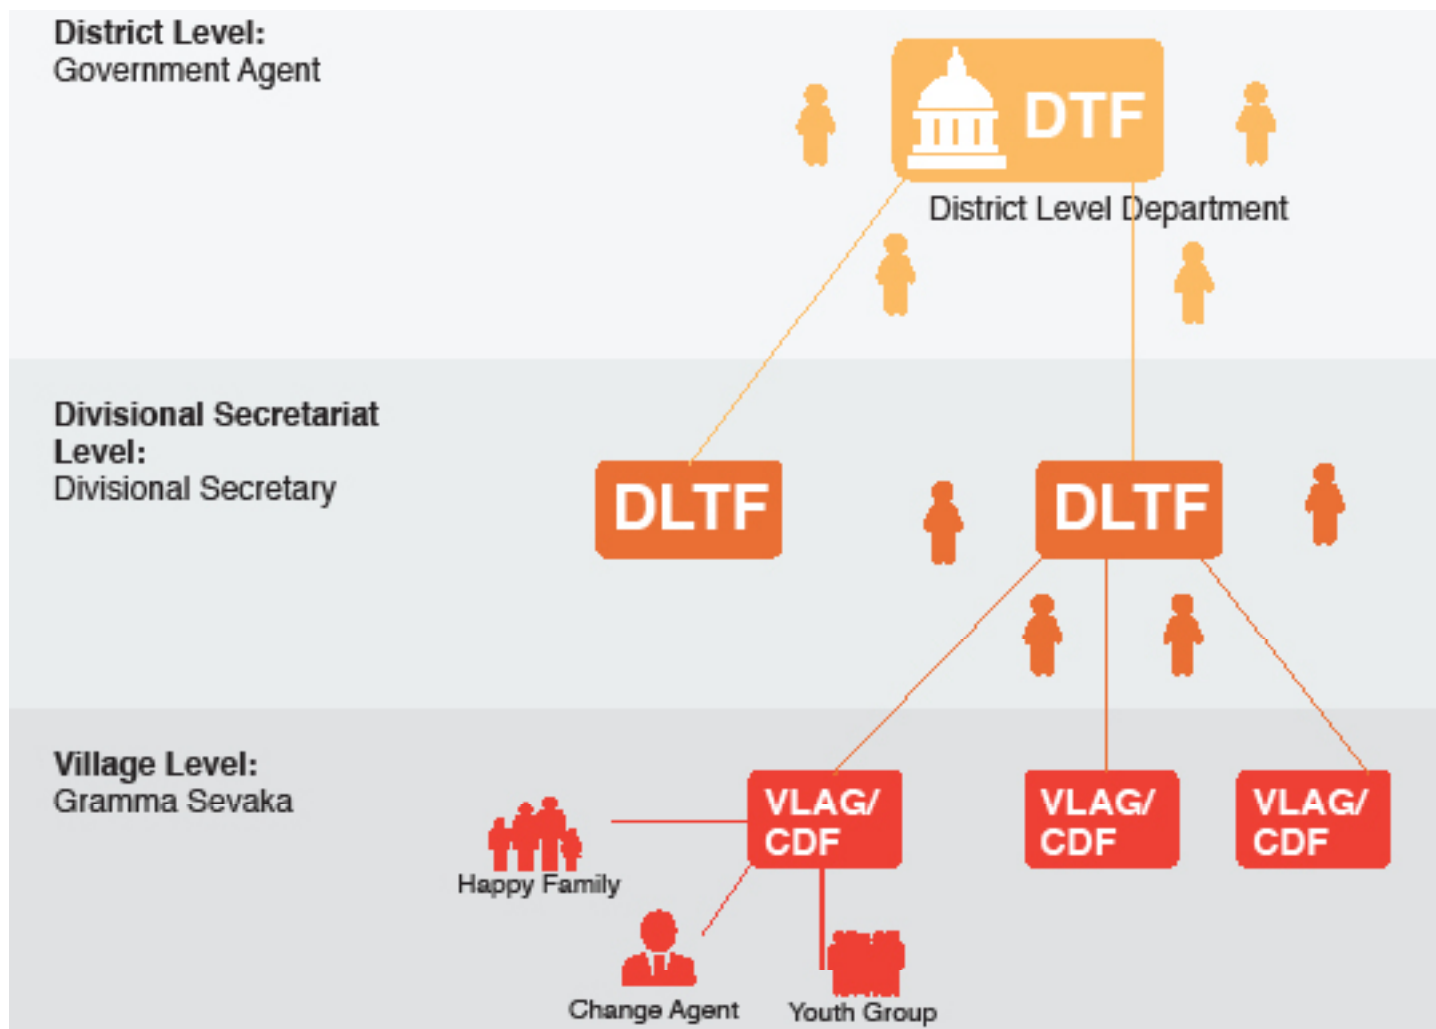 District Level:
Government Agent
DTF
District Level Department
Divisional Secretariat
Level:
Divisional Secretary
DLTF
DLTF
Village Level:
Gramma Sevaka
VLAG/
CDF
VLAG/
CDF
VLAG/
CDF
Happy Family
Change Agent
Youth Group